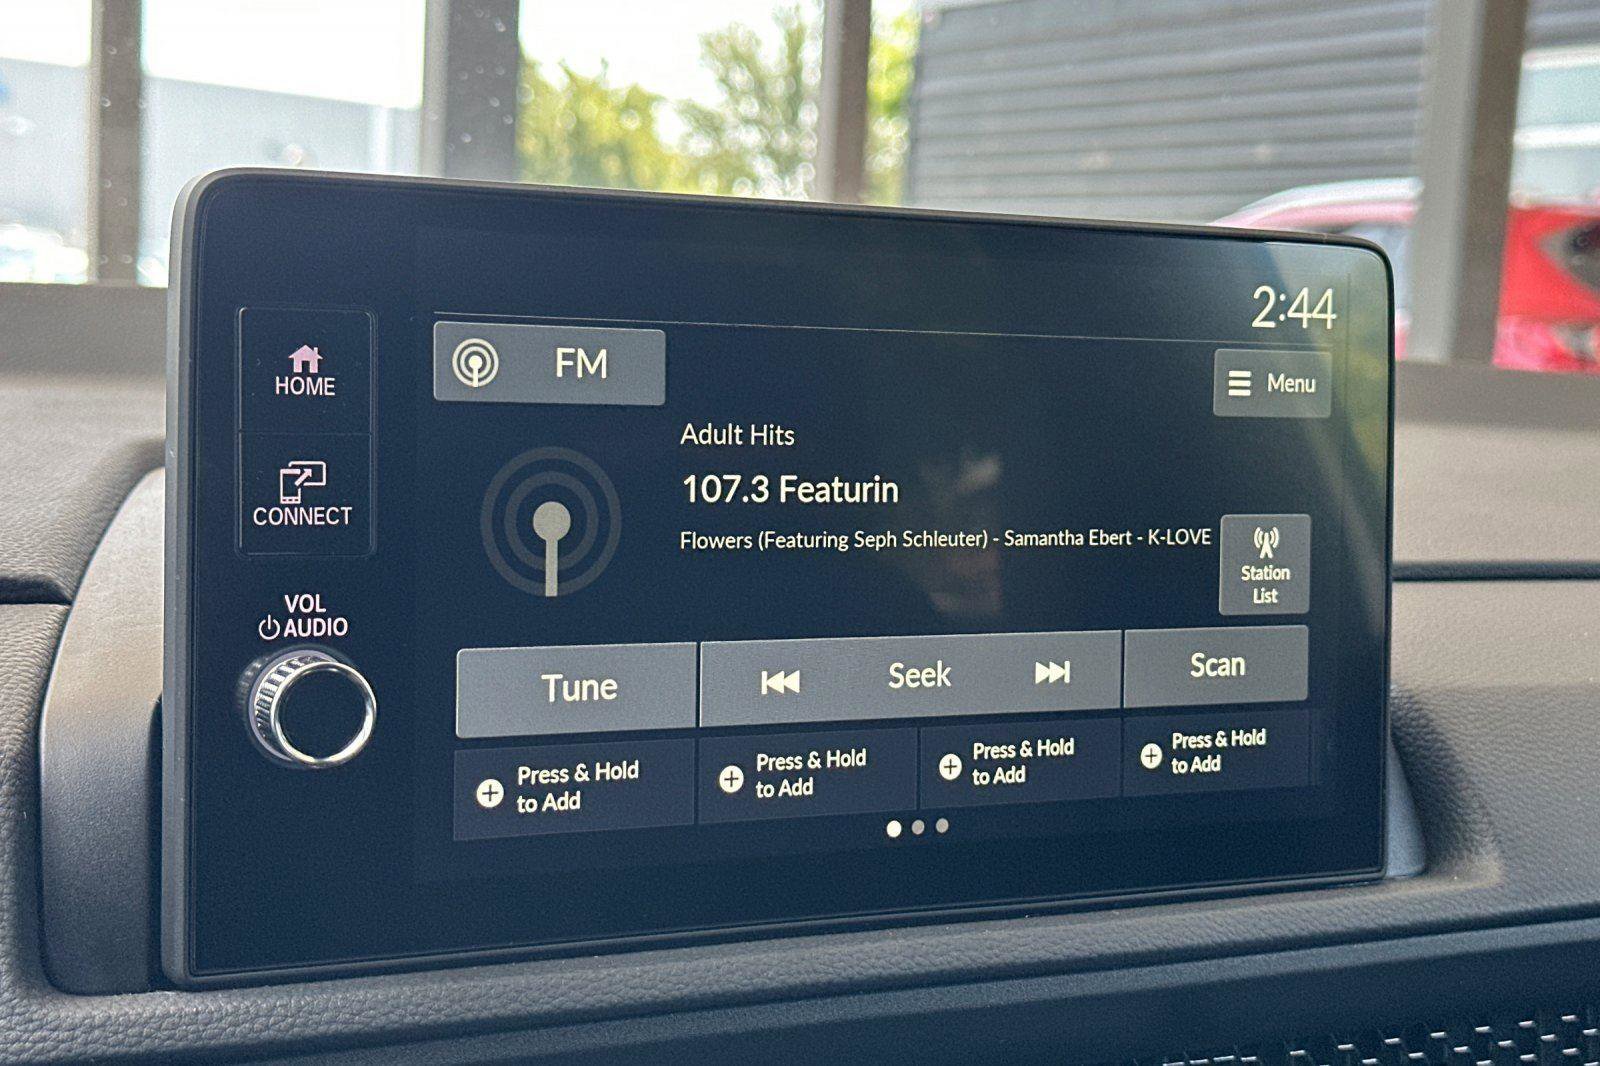 2:44
FM
Menu
HOME
CONNECT
VOL
AUDIO
Adult Hits
107.3 Featurin
Flowers (Featuring Seph Schleuter) - Samantha Ebert - K-LOVE
Station
List
Tune
Seek
Scan
Press & Hold
to Add
Press & Hold
to Add
Press & Hold
to Add
Press & Hold
to Add